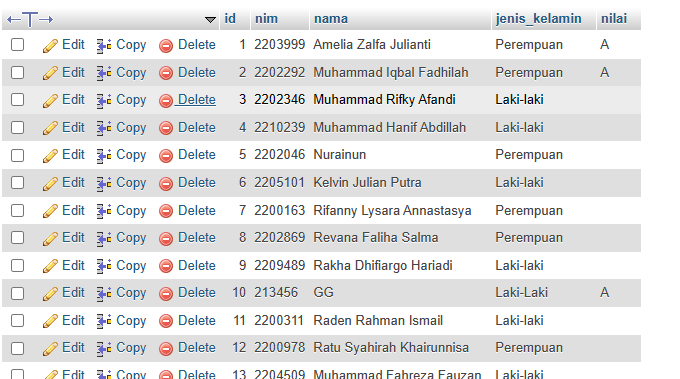 id nim nama jenis_kelamin nilai
Edit Copy Delete 1 2203999 Amelia Zalfa Julianti Perempuan A
Edit Copy Delete 2 2202292 Muhammad Iqbal Fadhilah Perempuan A
Edit Copy Delete 3 2202346 Muhammad Rifky Afandi Laki-laki
Edit Copy Delete 4 2210239 Muhammad Hanif Abdillah Laki-laki
Edit Copy Delete 5 2202046 Nurainun Perempuan
Edit Copy Delete 6 2205101 Kelvin Julian Putra Laki-laki
Edit Copy Delete 7 2200163 Rifanny Lysara Annastasya Perempuan
Edit Copy Delete 8 2202869 Revana Faliha Salma Perempuan
Edit Copy Delete 9 2209489 Rakha Dhifiargo Hariadi Laki-laki
Edit Copy Delete 10 213456 GG Laki-Laki A
Edit Copy Delete 11 2200311 Raden Rahman Ismail Laki-laki
Edit Copy Delete 12 2200978 Ratu Syahirah Khairunnisa Perempuan
Edit Copy Delete 13 2204509 Muhammad Fahreza Fauzan Laki-laki